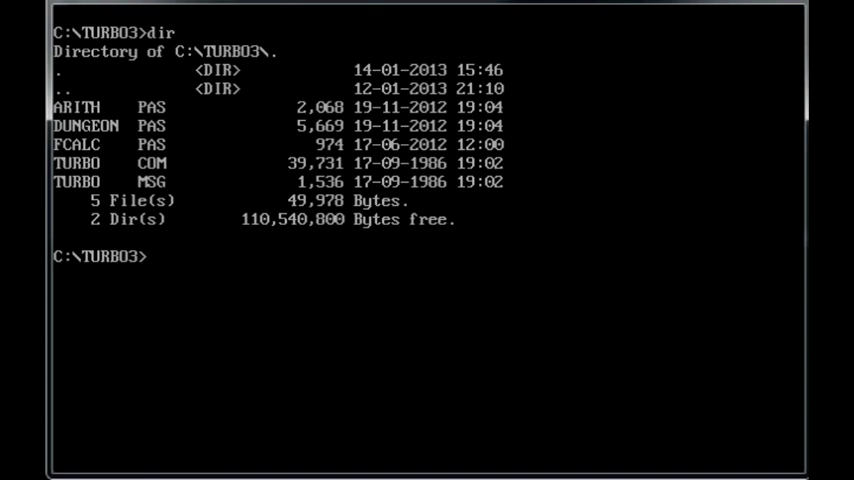 C:\TURBO3>dir
Directory of C:\TURBO3\.
. <DIR> 14-01-2013 15:46
.. <DIR> 12-01-2013 21:10
ARITH PAS 2,068 19-11-2012 19:04
DUNGEON PAS 5,669 19-11-2012 19:04
FCALC PAS 974 17-06-2012 12:00
TURBO COM 39,731 17-09-1986 19:02
TURBO MSG 1,536 17-09-1986 19:02
5 File(s) 49,978 Bytes.
2 Dir(s) 110,540,800 Bytes free.
C:\TURBO3>